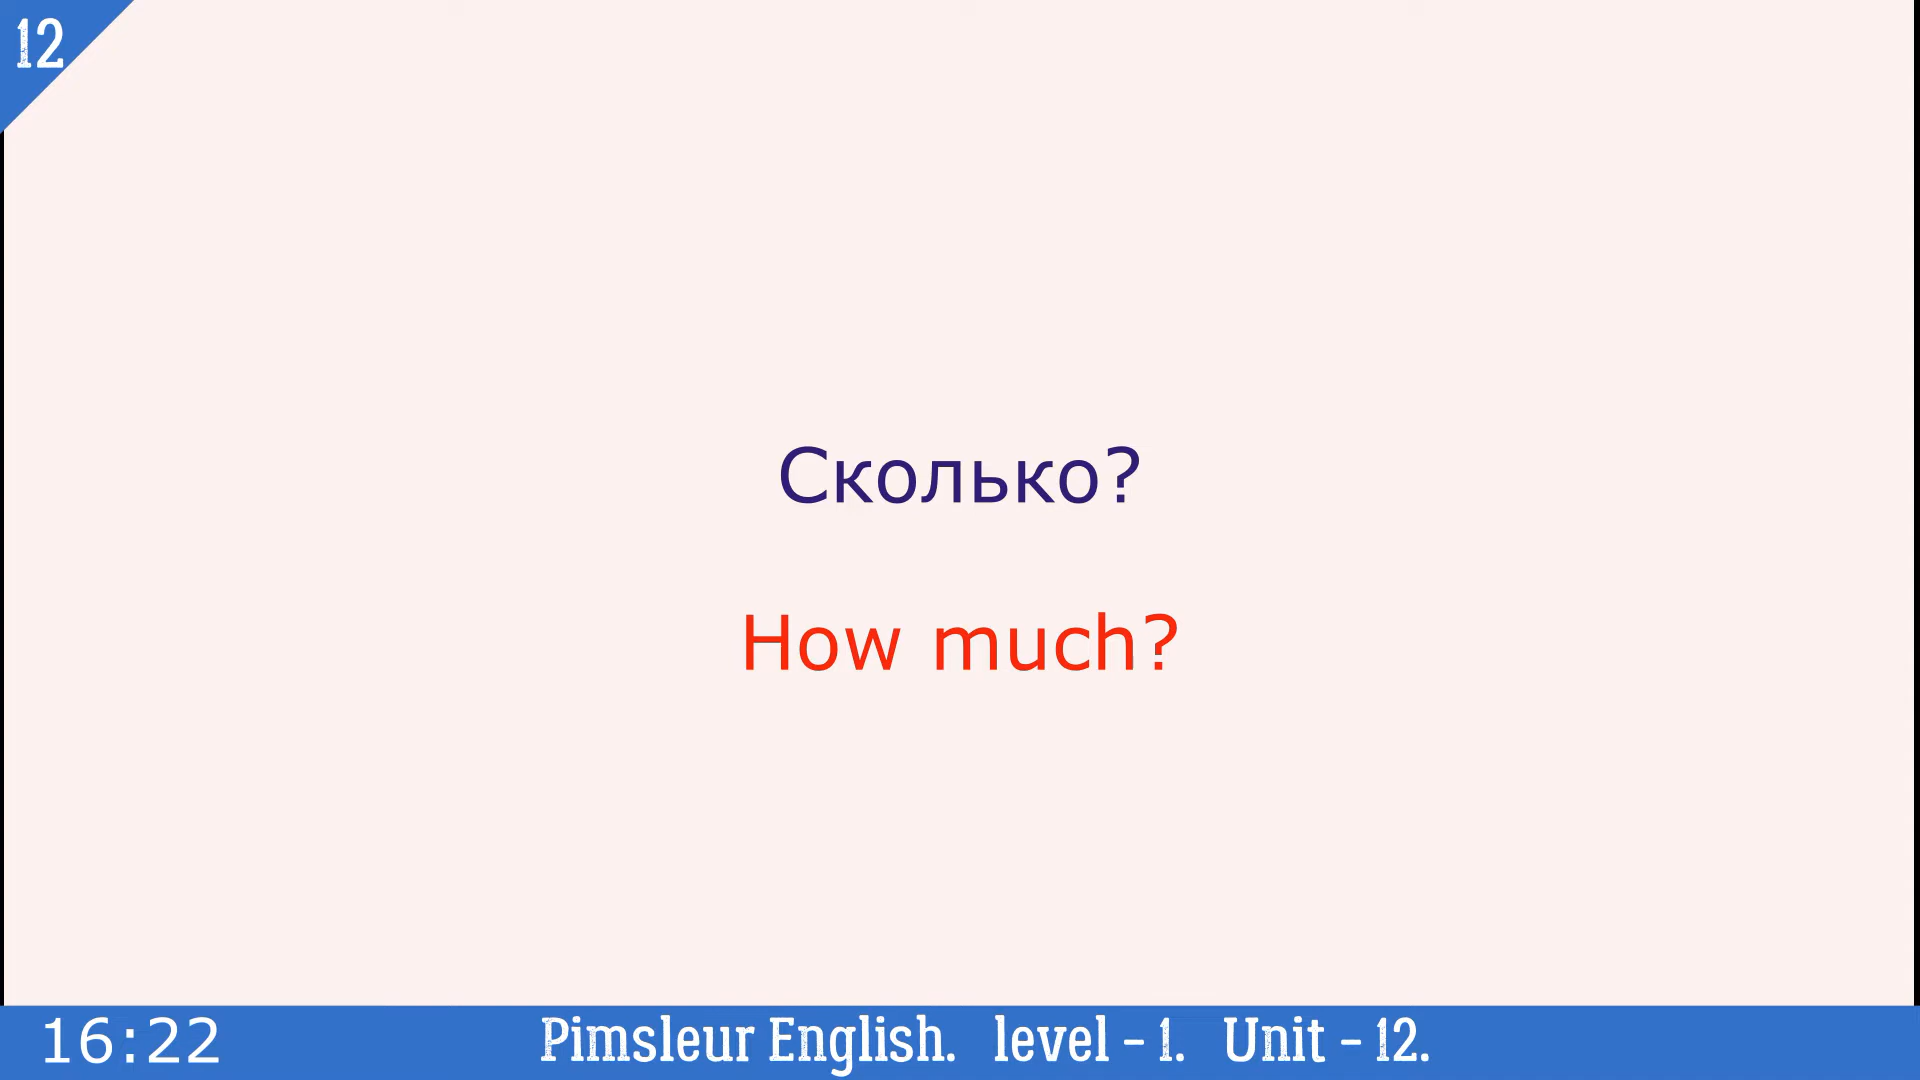 12
Сколько?
How much?
16:22
Pimsleur English. level - 1. Unit - 12.